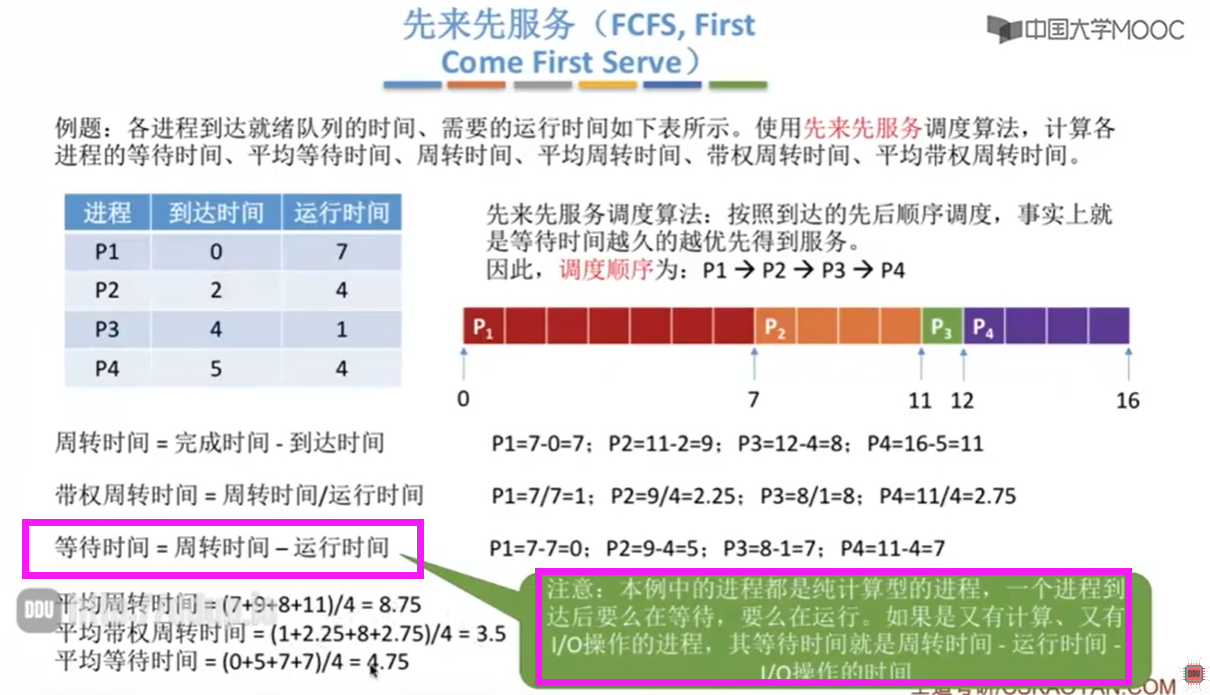 先来先服务（FCFS, First
Come First Serve）
中国大学MOOC
例题：各进程到达就绪队列的时间、需要的运行时间如下表所示。使用先来先服务调度算法，计算各
进程的等待时间、平均等待时间、周转时间、平均周转时间、带权周转时间、平均带权周转时间。
进程 到达时间 运行时间
P1 0 7
P2 2 4
P3 4 1
P4 5 4
先来先服务调度算法：按照到达的先后顺序调度，事实上就
是等待时间越久的越优先得到服务。
因此，调度顺序为：P1 → P2 → P3 → P4
P1 P2 P3 P4
0 7 11 12 16
周转时间 = 完成时间 - 到达时间
P1=7-0=7；P2=11-2=9；P3=12-4=8；P4=16-5=11
带权周转时间 = 周转时间/运行时间
P1=7/7=1；P2=9/4=2.25；P3=8/1=8；P4=11/4=2.75
等待时间 = 周转时间 – 运行时间
P1=7-7=0；P2=9-4=5；P3=8-1=7；P4=11-4=7
注意：本例中的进程都是纯计算型的进程，一个进程到
达后要么在等待，要么在运行。如果是又有计算、又有
I/O操作的进程，其等待时间就是周转时间 - 运行时间 -
I/O操作的时间
DDU
平均周转时间 = (7+9+8+11)/4 = 8.75
平均带权周转时间 = (1+2.25+8+2.75)/4 = 3.5
平均等待时间 = (0+5+7+7)/4 = 4.75
王道考研/CSKAOYAN.COM
DDU